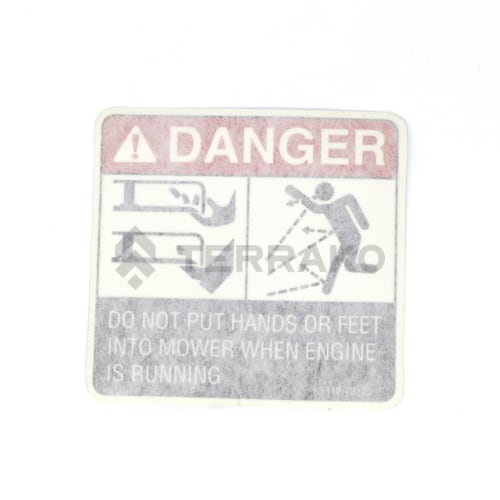 DANGER
TERRAKO
DO NOT PUT HANDS OR FEET
INTO MOWER WHEN ENGINE
IS RUNNING